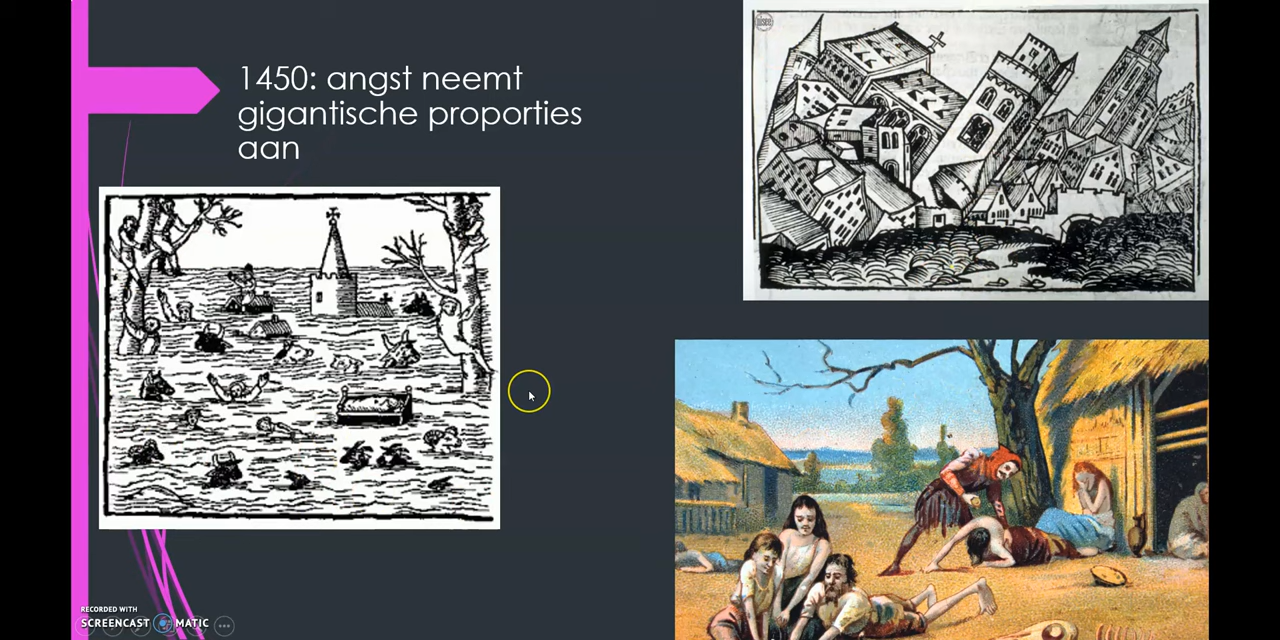 1450: angst neemt
gigantische proporties
aan
RECORDED WITH
SCREENCAST MATIC